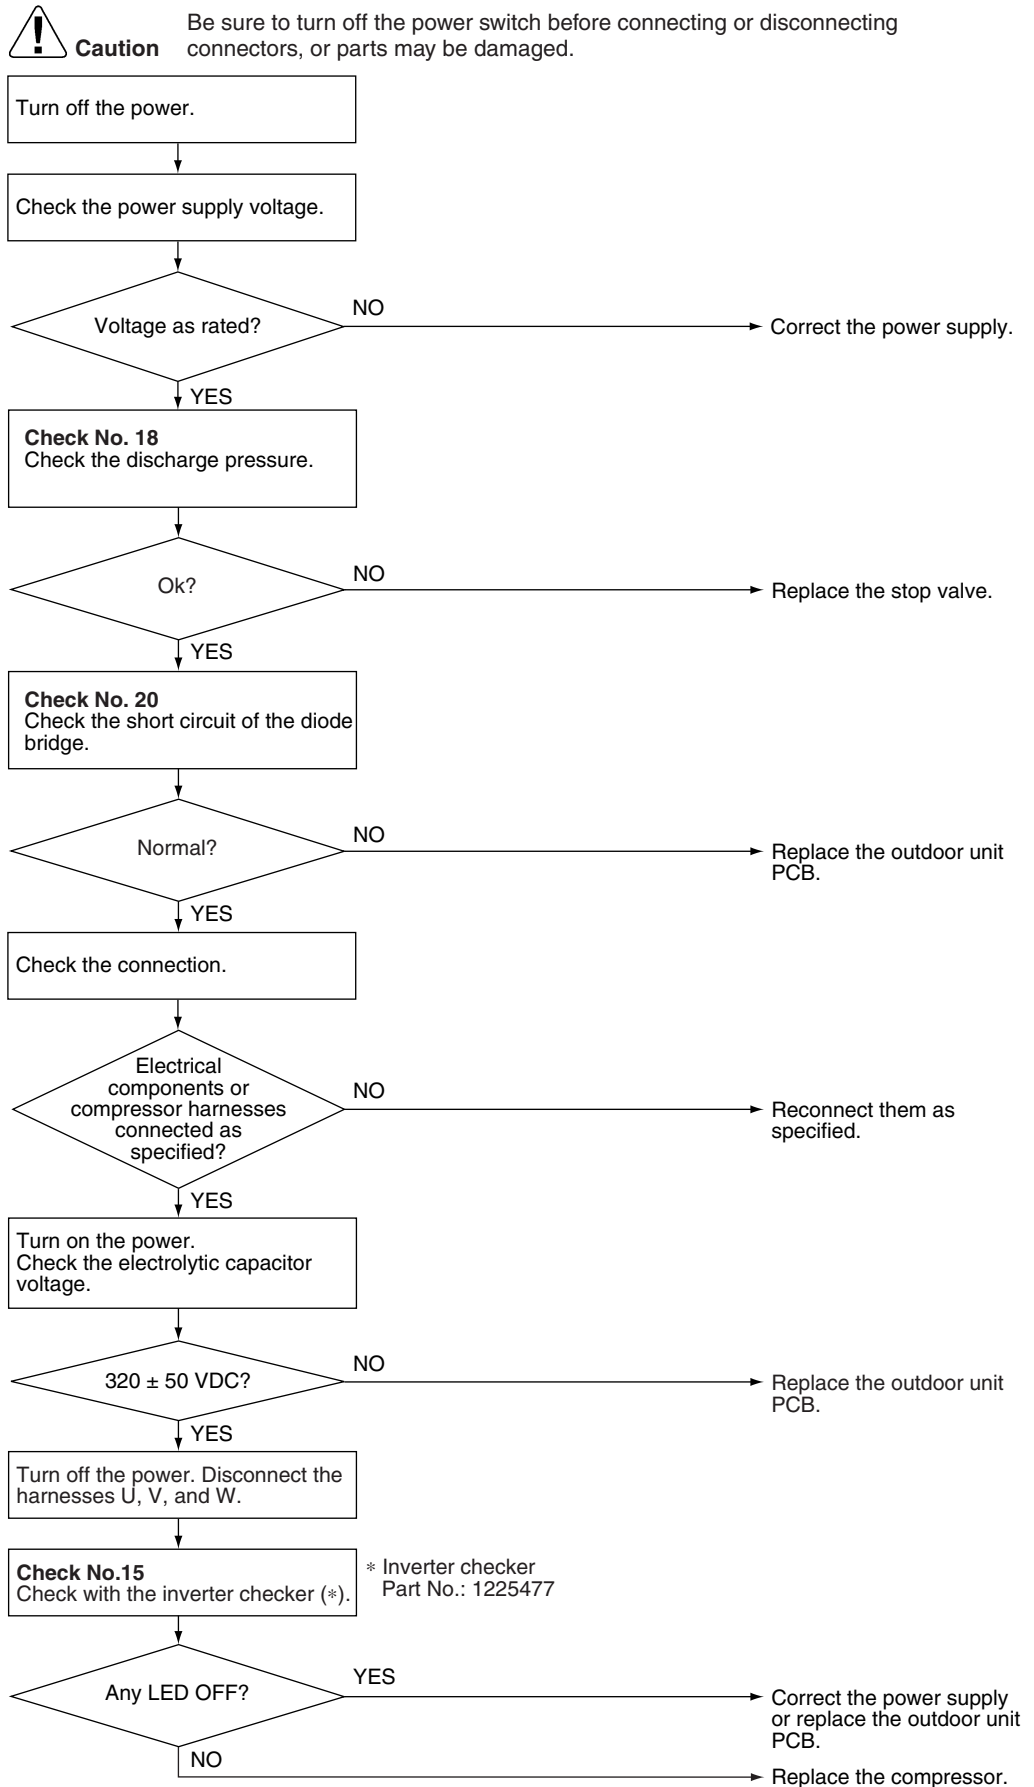 Be sure to turn off the power switch before connecting or disconnecting
Caution connectors, or parts may be damaged.
Turn off the power.
Check the power supply voltage.
Voltage as rated?
NO
Correct the power supply.
YES
Check No. 18
Check the discharge pressure.
Ok?
NO
Replace the stop valve.
YES
Check No. 20
Check the short circuit of the diode
bridge.
Normal?
NO
Replace the outdoor unit
PCB.
YES
Check the connection.
Electrical
components or
compressor harnesses
connected as
specified?
NO
Reconnect them as
specified.
YES
Turn on the power.
Check the electrolytic capacitor
voltage.
320 ± 50 VDC?
NO
Replace the outdoor unit
PCB.
YES
Turn off the power. Disconnect the
harnesses U, V, and W.
Check No.15
Check with the inverter checker (*).
* Inverter checker
Part No.: 1225477
Any LED OFF?
YES
Correct the power supply
or replace the outdoor unit
PCB.
NO
Replace the compressor.